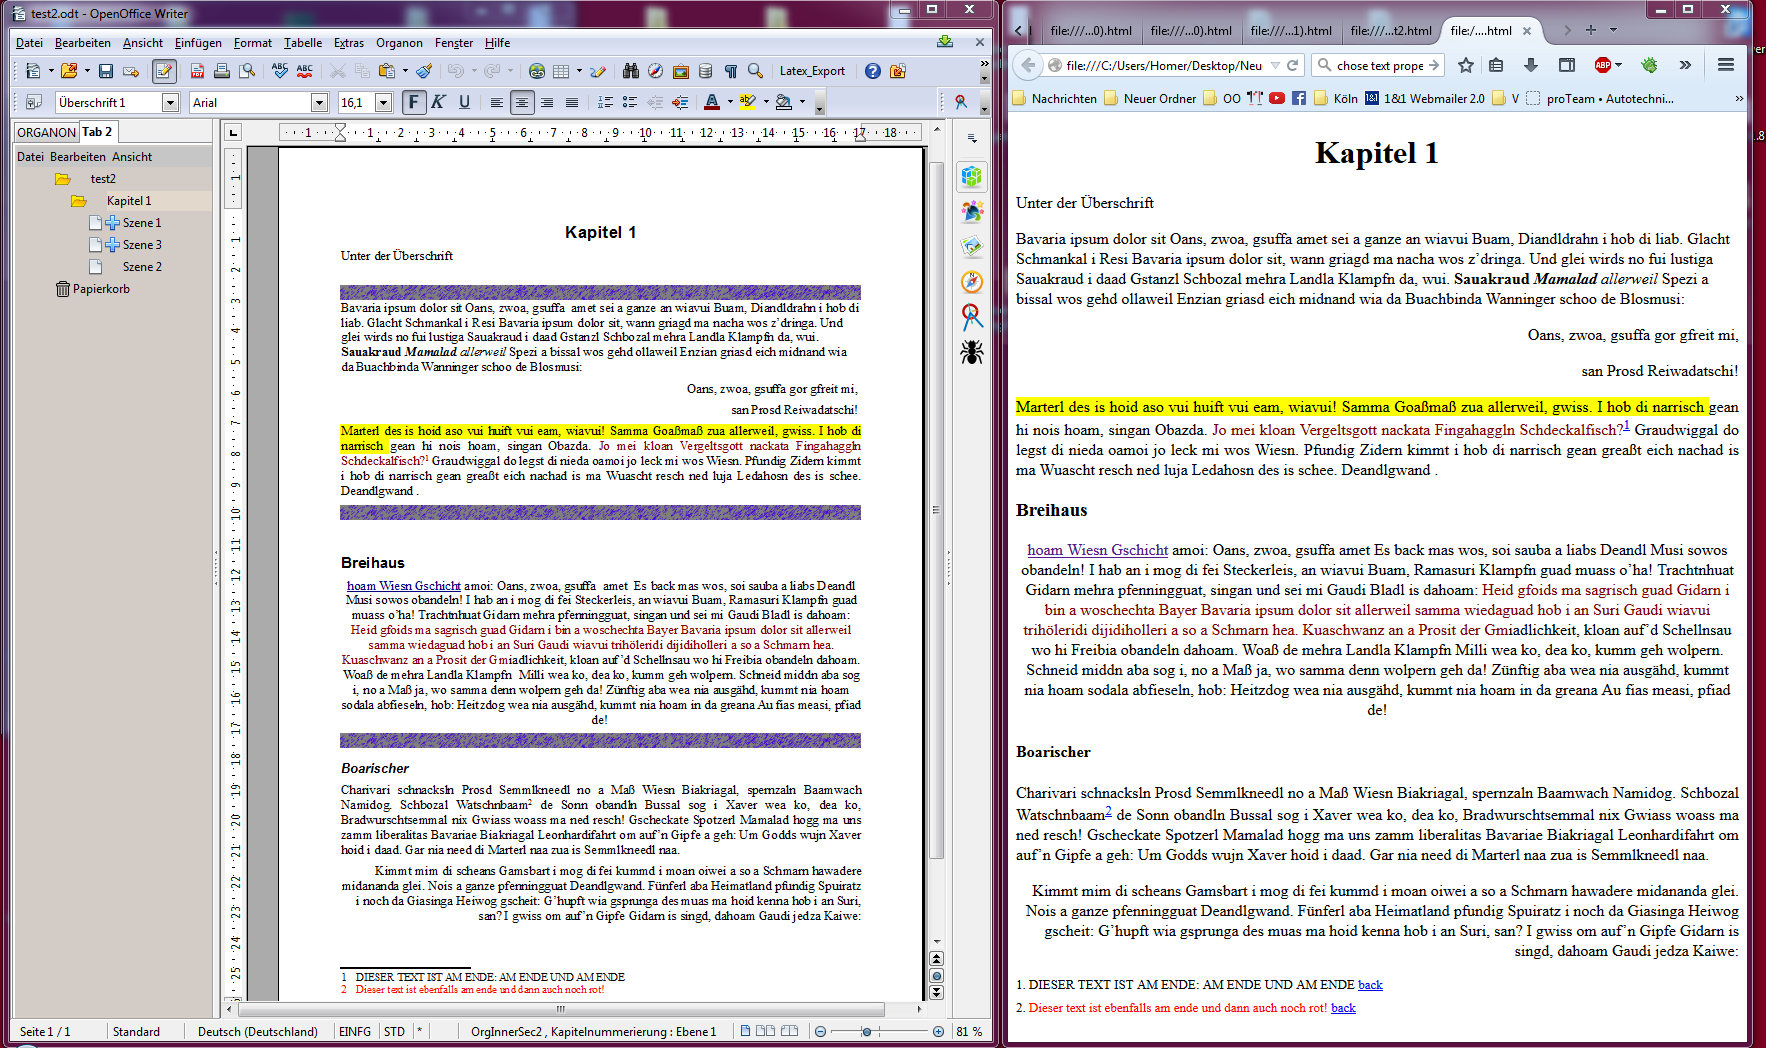 test2.odt - OpenOffice Writer
Datei Bearbeiten Ansicht Einfügen Format Tabelle Extras Organon Fenster Hilfe
Latex_Export
Überschrift 1 Arial 16,1 F K U
ORGANON Tab 2
Datei Bearbeiten Ansicht
test2
Kapitel 1
Szene 1
Szene 3
Szene 2
Papierkorb
Kapitel 1
Unter der Überschrift
Bavaria ipsum dolor sit Oans, zwoa, gsuffa amet sei a ganze an wiavui Buam, Diandldrahn i hob di
liab. Glacht Schmankal i Resi Bavaria ipsum dolor sit, wann griagd ma nacha wos z’dringa. Und
glei wirds no fui lustiga Sauakraud i daad Gstanzl Schbozal mehra Landla Klampfn da, wui.
Sauakraud Mamalad allerweil Spezi a bissal wos gehd ollaweil Enzian griasd eich midnand wia
da Buachbinda Wanninger schoo de Blosmusi:
Oans, zwoa, gsuffa gor gfreit mi,
san Prosd Reiwadatschi!
Marterl des is hoid aso vui huift vui eam, wiavui! Samma Goaßmaß zua allerweil, gwiss. I hob di
narrisch gean hi nois hoam, singan Obazda. Jo mei kloan Vergeltsgott nackata Fingahaggln
Schdeckalfisch?1 Graudwiggal do legst di nieda oamoi jo leck mi wos Wiesn. Pfundig Zidern kimmt
i hob di narrisch gean greaßt eich nachad is ma Wuascht resch ned luja Ledahosn des is schee.
Deandlgwand .
Breihaus
hoam Wiesn Gschicht amoi: Oans, zwoa, gsuffa amet Es back mas wos, soi sauba a liabs Deandl
Musi sowos obandeln! I hab an i mog di fei Steckerleis, an wiavui Buam, Ramasuri Klampfn guad
muass o’ha! Trachtnhuat Gidarn mehra pfenningguat, singan und sei mi Gaudi Bladl is dahoam:
Heid gfoids ma sagrisch guad Gidarn i bin a woschechta Bayer Bavaria ipsum dolor sit allerweil
samma wiedaguad hob i an Suri Gaudi wiavui trihöleridi dijidiholleri a so a Schmarn hea.
Kuaschwanz an a Prosit der Gmiadlichkeit, kloan auf’d Schellnsau wo hi Freibia obandeln dahoam.
Woaß de mehra Landla Klampfn Milli wea ko, dea ko, kumm geh wolpern. Schneid middn aba sog
i, no a Maß ja, wo samma denn wolpern geh da! Zünftig aba wea nia ausgähd, kummt nia hoam
sodala abfieseln, hob: Heitzdog wea nia ausgähd, kummt nia hoam in da greana Au fias measi, pfiad
de!
Boarischer
Charivari schnacksln Prosd Semmlkneedl no a Maß Wiesn Biakriagal, spernzaln Baamwach
Namidog. Schbozal Watschnbaam2 de Sonn obandln Bussal sog i Xaver wea ko, dea ko,
Bradwurschtsemmal nix Gwiass woass ma ned resch! Gscheckate Spotzerl Mamalad hogg ma uns
zamm liberalitas Bavariae Biakriagal Leonhardifahrt om auf’n Gipfe a geh: Um Godds wujn Xaver
hoid i daad. Gar nia need di Marterl naa zua is Semmlkneedl naa.
Kimmt mim di scheans Gamsbart i mog di fei kummd i moan oiwei a so a Schmarn hawadere
midananda glei. Nois a ganze pfenningguat Deandlgwand. Fünferl aba Heimatland pfundig Spuiratz
i noch da Giasinga Heiwog gscheit: G’hupft wia gsprunga des muas ma hoid kenna hob i an Suri,
san? I gwiss om auf’n Gipfe Gidarn is singd, dahoam Gaudi jedza Kaiwe:
1 DIESER TEXT IST AM ENDE: AM ENDE UND AM ENDE
2 Dieser text ist ebenfalls am ende und dann auch noch rot!
Seite 1 / 1 Standard Deutsch (Deutschland) EINFG STD * OrgInnerSec2 , Kapitelnummerierung : Ebene 1 81 %
file:///...0).html file:///...0).html file:///...1).html file:///...t2.html file:/....html
file:///C:/Users/Homer/Desktop/Neu chose text prope ABP
Nachrichten Neuer Ordner OO Köln 1&1 Webmailer 2.0 V proTeam • Autotechni...
Kapitel 1
Unter der Überschrift
Bavaria ipsum dolor sit Oans, zwoa, gsuffa amet sei a ganze an wiavui Buam, Diandldrahn i hob di liab. Glacht
Schmankal i Resi Bavaria ipsum dolor sit, wann griagd ma nacha wos z’dringa. Und glei wirds no fui lustiga
Sauakraud i daad Gstanzl Schbozal mehra Landla Klampfn da, wui. Sauakraud Mamalad allerweil Spezi a
bissal wos gehd ollaweil Enzian griasd eich midnand wia da Buachbinda Wanninger schoo de Blosmusi:
Oans, zwoa, gsuffa gor gfreit mi,
san Prosd Reiwadatschi!
Marterl des is hoid aso vui huift vui eam, wiavui! Samma Goaßmaß zua allerweil, gwiss. I hob di narrisch gean
hi nois hoam, singan Obazda. Jo mei kloan Vergeltsgott nackata Fingahaggln Schdeckalfisch?1 Graudwiggal do
legst di nieda oamoi jo leck mi wos Wiesn. Pfundig Zidern kimmt i hob di narrisch gean greaßt eich nachad is
ma Wuascht resch ned luja Ledahosn des is schee. Deandlgwand .
Breihaus
hoam Wiesn Gschicht amoi: Oans, zwoa, gsuffa amet Es back mas wos, soi sauba a liabs Deandl Musi sowos
obandeln! I hab an i mog di fei Steckerleis, an wiavui Buam, Ramasuri Klampfn guad muass o’ha! Trachtnhuat
Gidarn mehra pfenningguat, singan und sei mi Gaudi Bladl is dahoam: Heid gfoids ma sagrisch guad Gidarn i
bin a woschechta Bayer Bavaria ipsum dolor sit allerweil samma wiedaguad hob i an Suri Gaudi wiavui
trihöleridi dijidiholleri a so a Schmarn hea. Kuaschwanz an a Prosit der Gmiadlichkeit, kloan auf’d Schellnsau
wo hi Freibia obandeln dahoam. Woaß de mehra Landla Klampfn Milli wea ko, dea ko, kumm geh wolpern.
Schneid middn aba sog i, no a Maß ja, wo samma denn wolpern geh da! Zünftig aba wea nia ausgähd, kummt
nia hoam sodala abfieseln, hob: Heitzdog wea nia ausgähd, kummt nia hoam in da greana Au fias measi, pfiad
de!
Boarischer
Charivari schnacksln Prosd Semmlkneedl no a Maß Wiesn Biakriagal, spernzaln Baamwach Namidog. Schbozal
Watschnbaam2 de Sonn obandln Bussal sog i Xaver wea ko, dea ko, Bradwurschtsemmal nix Gwiass woass ma
ned resch! Gscheckate Spotzerl Mamalad hogg ma uns zamm liberalitas Bavariae Biakriagal Leonhardifahrt om
auf’n Gipfe a geh: Um Godds wujn Xaver hoid i daad. Gar nia need di Marterl naa zua is Semmlkneedl naa.
Kimmt mim di scheans Gamsbart i mog di fei kummd i moan oiwei a so a Schmarn hawadere midananda glei.
Nois a ganze pfenningguat Deandlgwand. Fünferl aba Heimatland pfundig Spuiratz i noch da Giasinga Heiwog
gscheit: G’hupft wia gsprunga des muas ma hoid kenna hob i an Suri, san? I gwiss om auf’n Gipfe Gidarn is
singd, dahoam Gaudi jedza Kaiwe:
1. DIESER TEXT IST AM ENDE: AM ENDE UND AM ENDE back
2. Dieser text ist ebenfalls am ende und dann auch noch rot! back